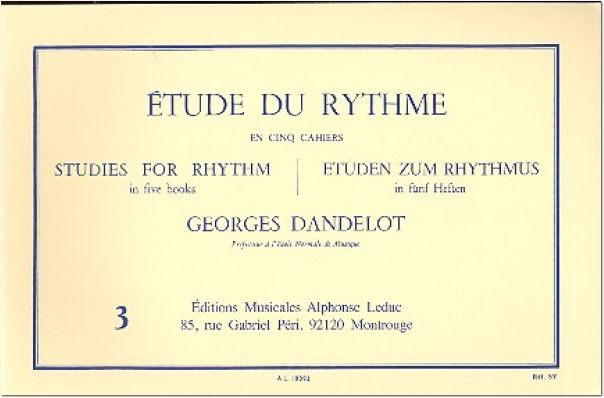 ÉTUDE DU RYTHME
EN CINQ CAHIERS
STUDIES FOR RHYTHM
in five books
ETÜDEN ZUM RHYTHMUS
in fünf Heften
GEORGES DANDELOT
Professeur à l'Ecole Normale de Musique
3
Éditions Musicales Alphonse Leduc
85, rue Gabriel Péri, 92120 Montrouge
A L